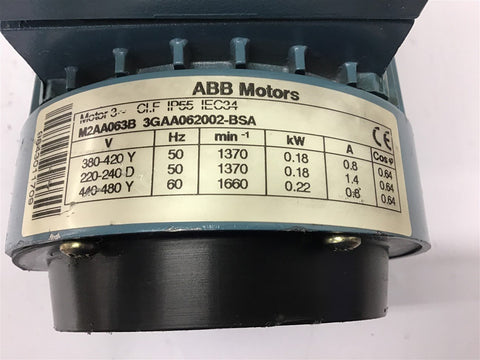 ABB Motors
Motor 3~ CLF IP55 IEC34
M2AA063B 3GAA062002-BSA
CE
V Hz min⁻¹ kW A Cos φ
380-420 Y 50 1370 0.18 0.8 0.64
220-240 D 50 1370 0.18 1.4 0.64
440-480 Y 60 1660 0.22 0.8 0.64